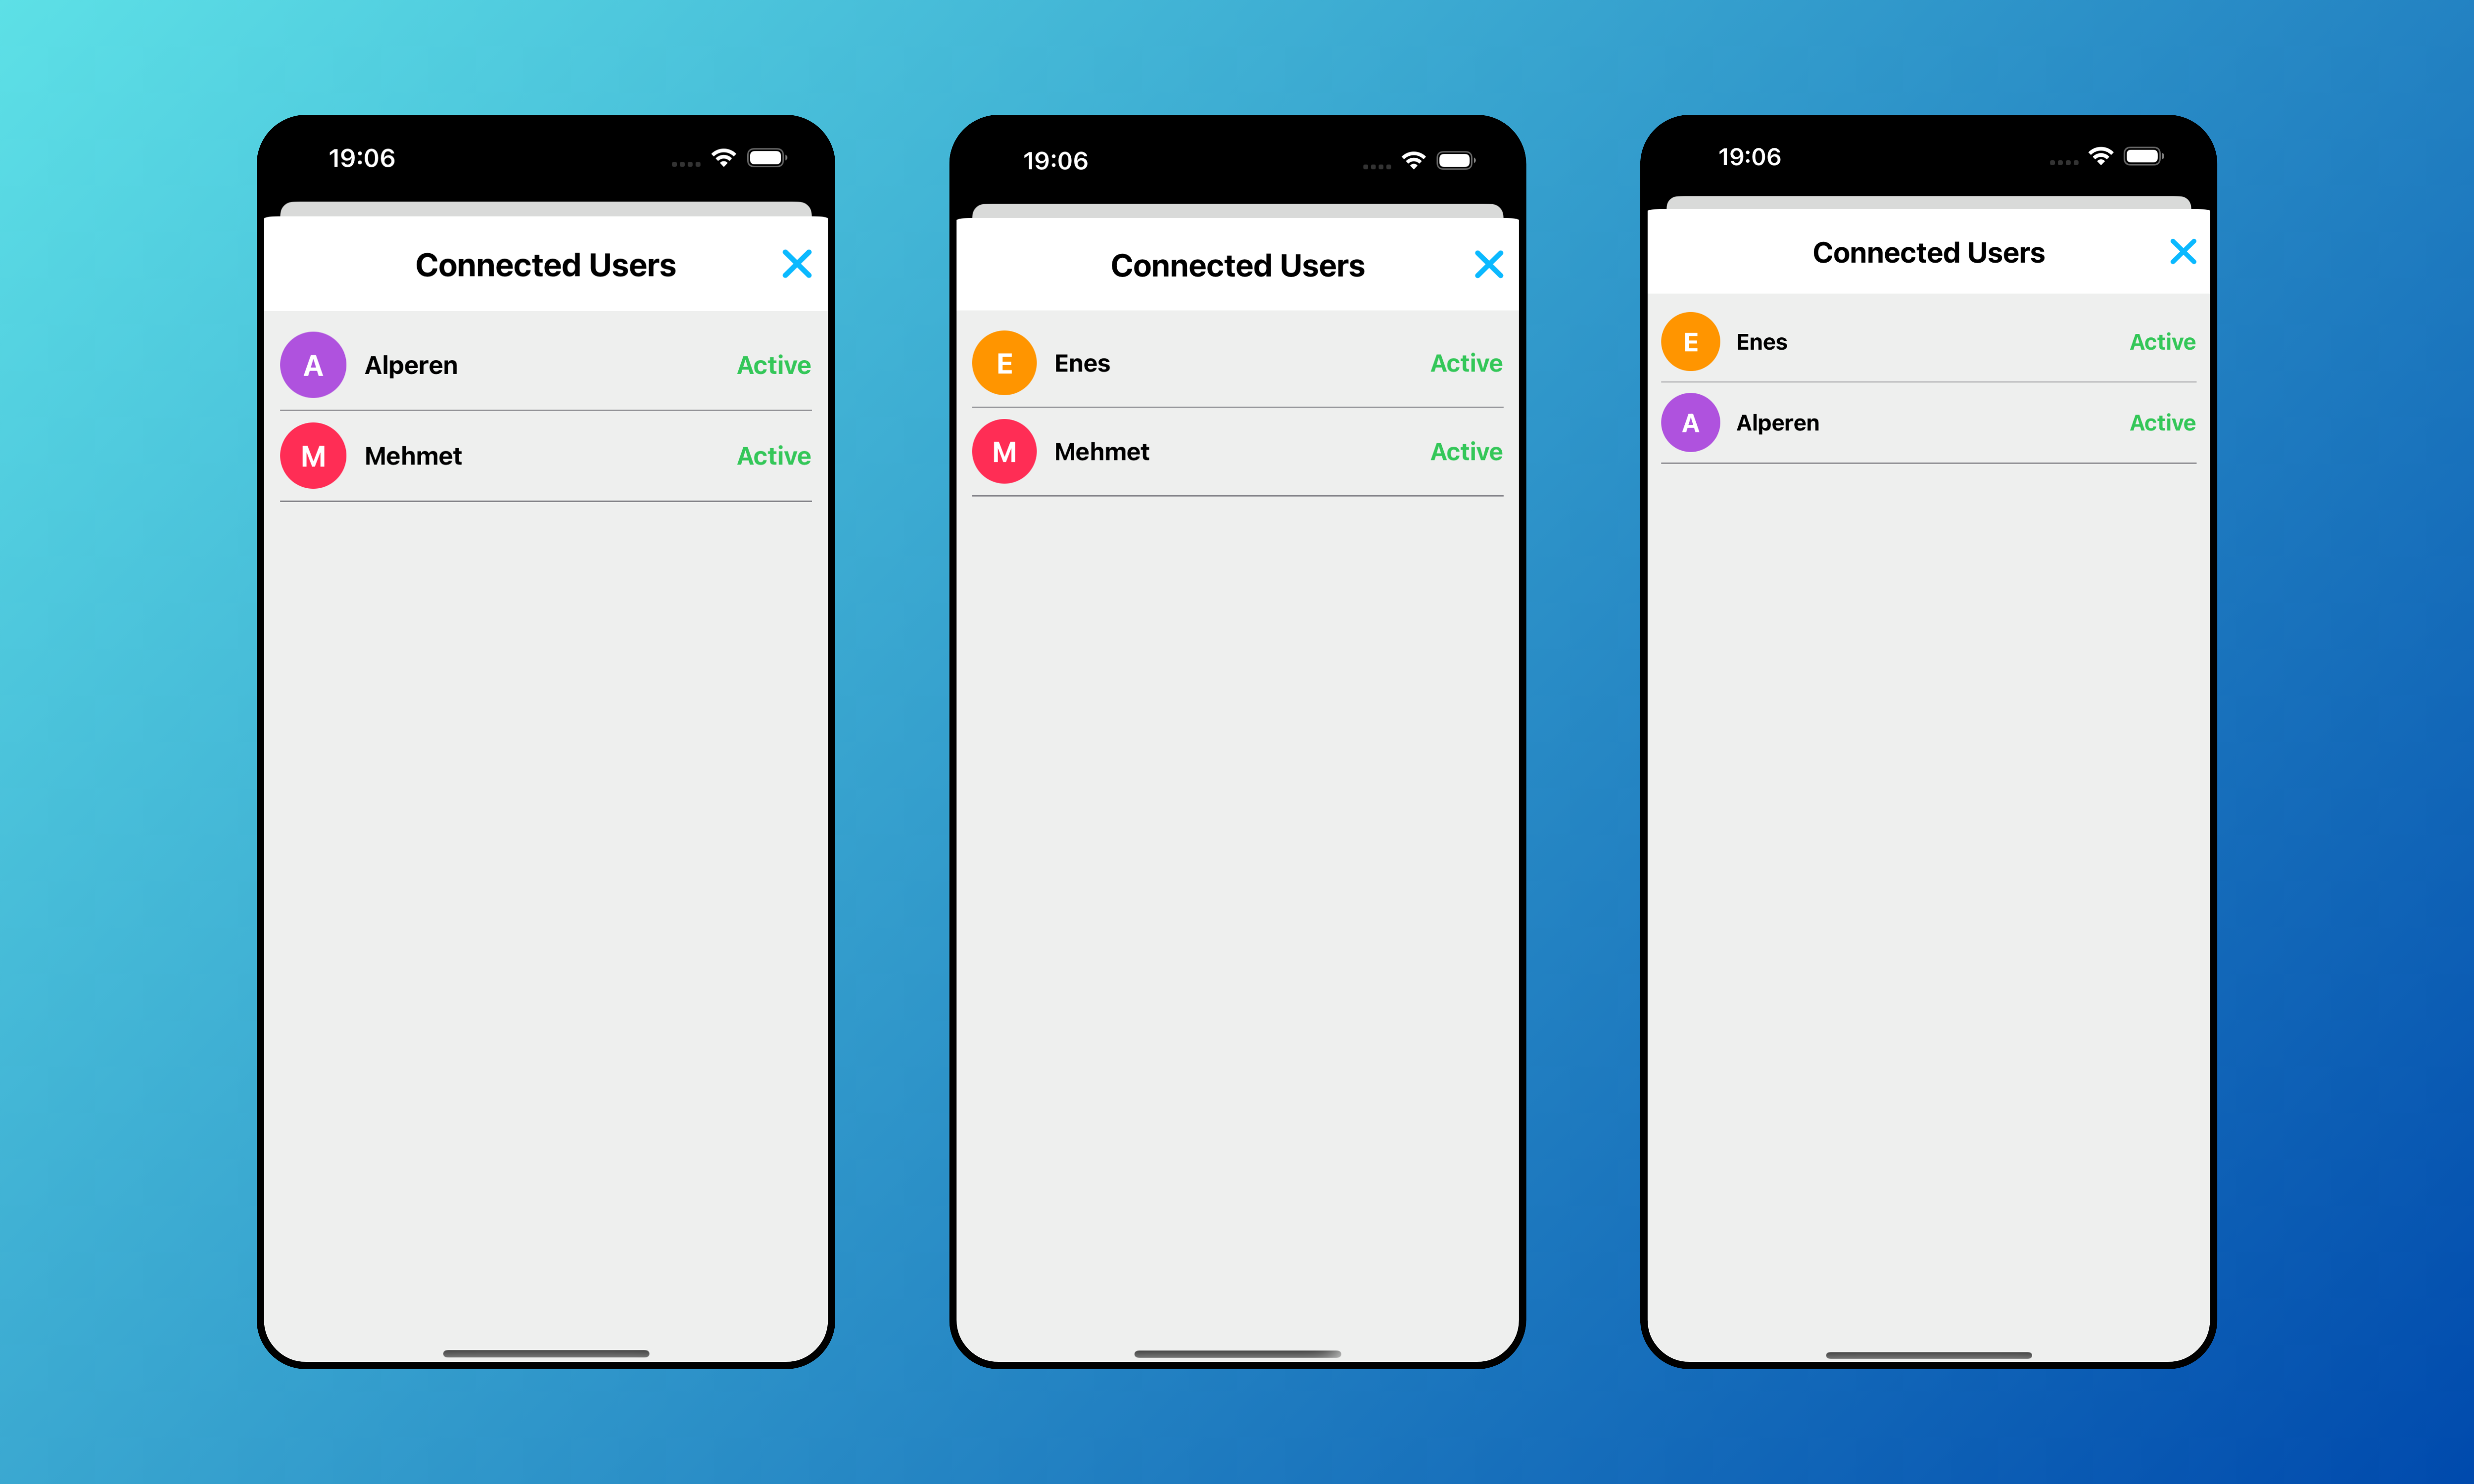 19:06
Connected Users
A Alperen Active
M Mehmet Active
19:06
Connected Users
E Enes Active
M Mehmet Active
19:06
Connected Users
E Enes Active
A Alperen Active